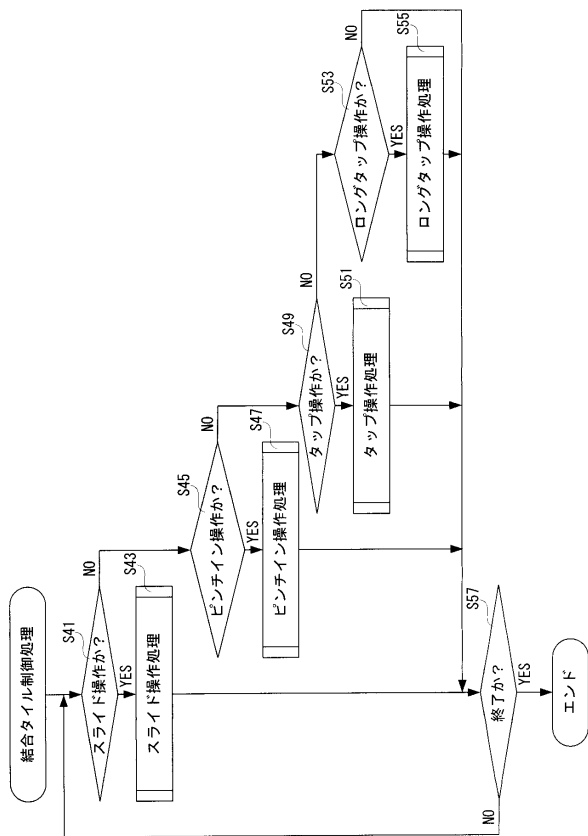 結合タイル制御処理
S41
スライド操作か？
NO
YES
S43
スライド操作処理
S45
ピンチイン操作か？
NO
YES
S47
ピンチイン操作処理
S49
タップ操作か？
NO
YES
S51
タップ操作処理
S53
ロングタップ操作か？
NO
YES
S55
ロングタップ操作処理
S57
終了か？
NO
YES
エンド